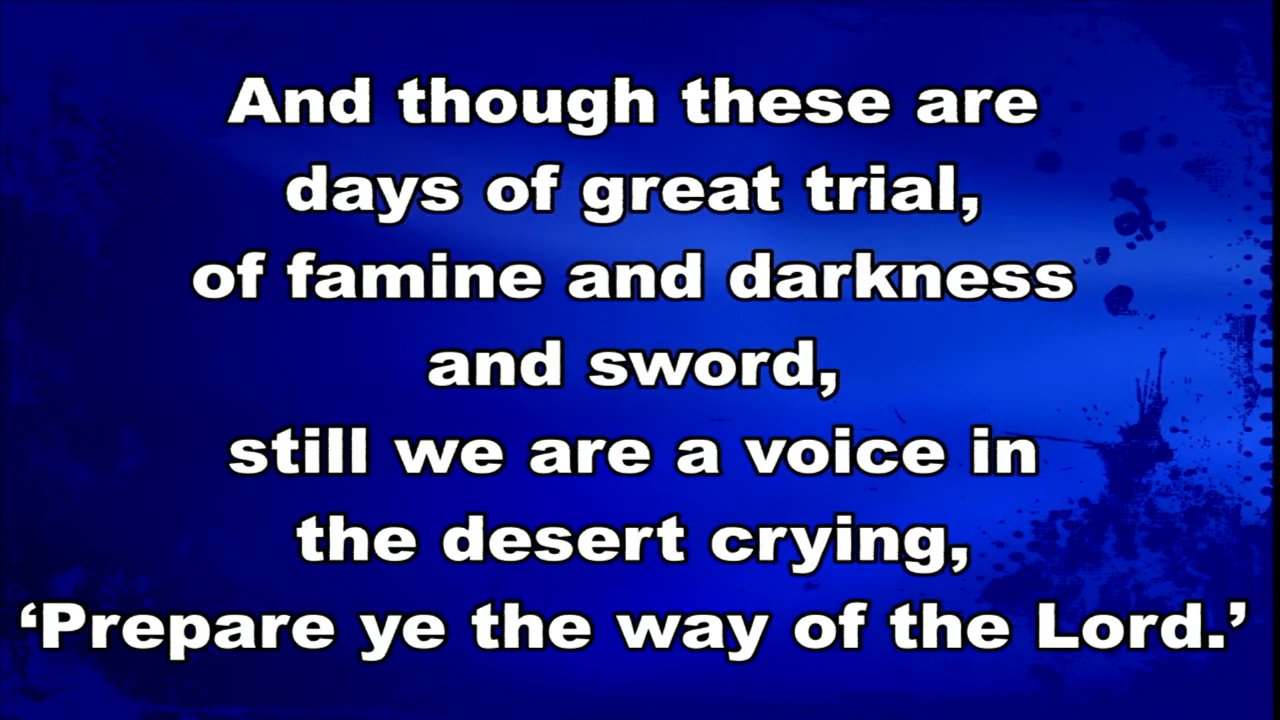 And though these are
days of great trial,
of famine and darkness
and sword,
still we are a voice in
the desert crying,
‘Prepare ye the way of the Lord.’